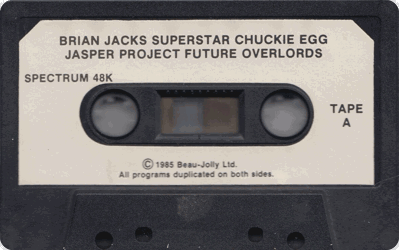 BRIAN JACKS SUPERSTAR CHUCKIE EGG
JASPER PROJECT FUTURE OVERLORDS
SPECTRUM 48K
TAPE
A
© 1985 Beau-Jolly Ltd.
All programs duplicated on both sides.